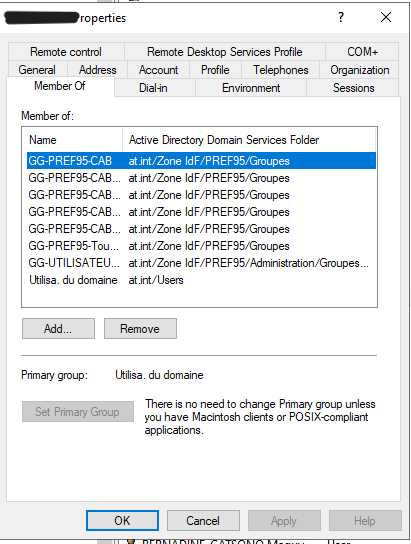 roperties
Remote control Remote Desktop Services Profile COM+
General Address Account Profile Telephones Organization
Member Of Dial-in Environment Sessions
Member of:
Name Active Directory Domain Services Folder
GG-PREF95-CAB at.int/Zone IdF/PREF95/Groupes
GG-PREF95-CAB... at.int/Zone IdF/PREF95/Groupes
GG-PREF95-CAB... at.int/Zone IdF/PREF95/Groupes
GG-PREF95-CAB... at.int/Zone IdF/PREF95/Groupes
GG-PREF95-CAB... at.int/Zone IdF/PREF95/Groupes
GG-PREF95-Tou... at.int/Zone IdF/PREF95/Groupes
GG-UTILISATEU... at.int/Zone IdF/PREF95/Administration/Groupes...
Utilisa. du domaine at.int/Users
Add... Remove
Primary group: Utilisa. du domaine
Set Primary Group
There is no need to change Primary group unless
you have Macintosh clients or POSIX-compliant
applications.
OK Cancel Apply Help